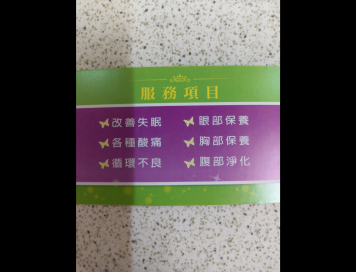 服務項目
改善失眠 眼部保養
各種酸痛 胸部保養
循環不良 腹部淨化